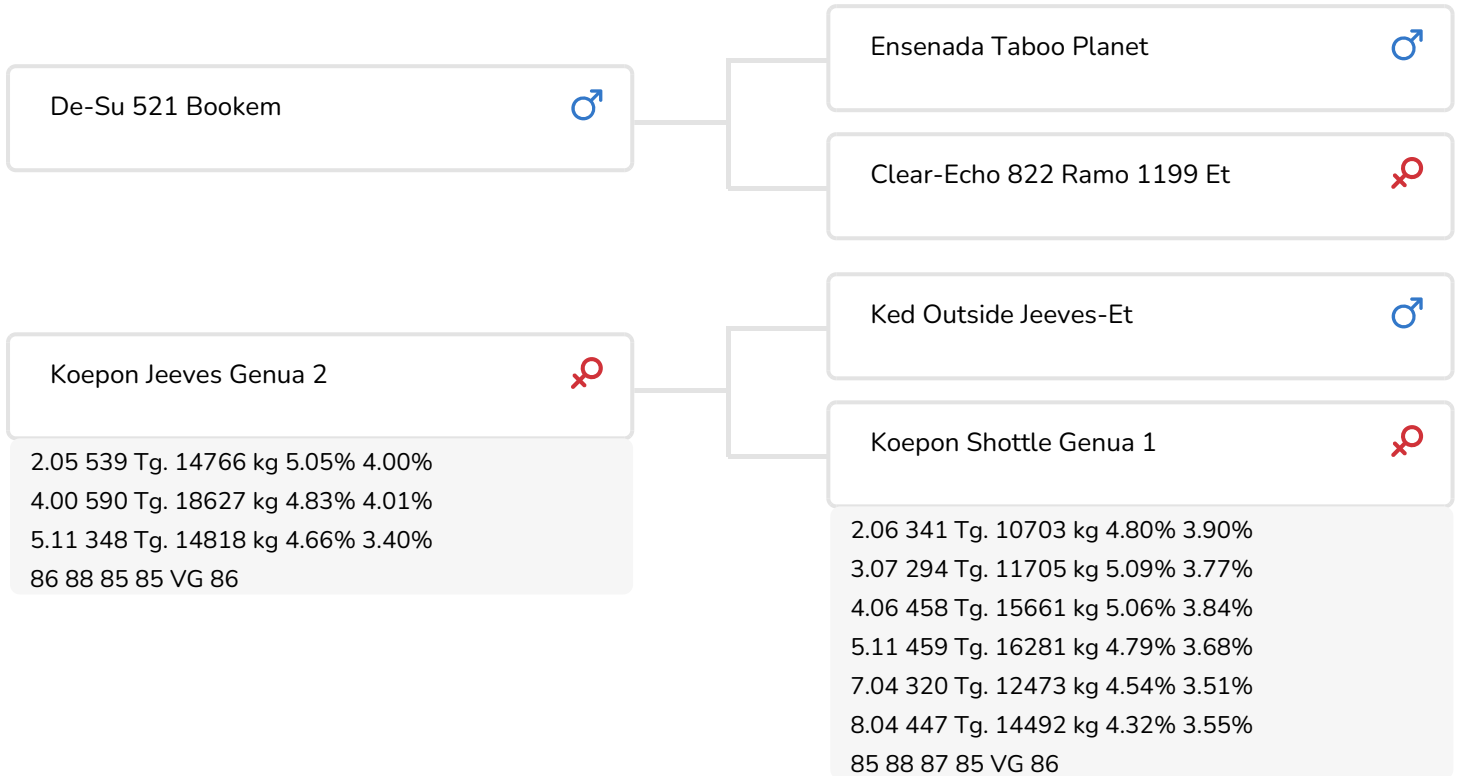 De-Su 521 Bookem
Ensenada Taboo Planet
Clear-Echo 822 Ramo 1199 Et
Koepon Jeeves Genua 2
2.05 539 Tg. 14766 kg 5.05% 4.00%
4.00 590 Tg. 18627 kg 4.83% 4.01%
5.11 348 Tg. 14818 kg 4.66% 3.40%
86 88 85 85 VG 86
Ked Outside Jeeves-Et
Koepon Shottle Genua 1
2.06 341 Tg. 10703 kg 4.80% 3.90%
3.07 294 Tg. 11705 kg 5.09% 3.77%
4.06 458 Tg. 15661 kg 5.06% 3.84%
5.11 459 Tg. 16281 kg 4.79% 3.68%
7.04 320 Tg. 12473 kg 4.54% 3.51%
8.04 447 Tg. 14492 kg 4.32% 3.55%
85 88 87 85 VG 86